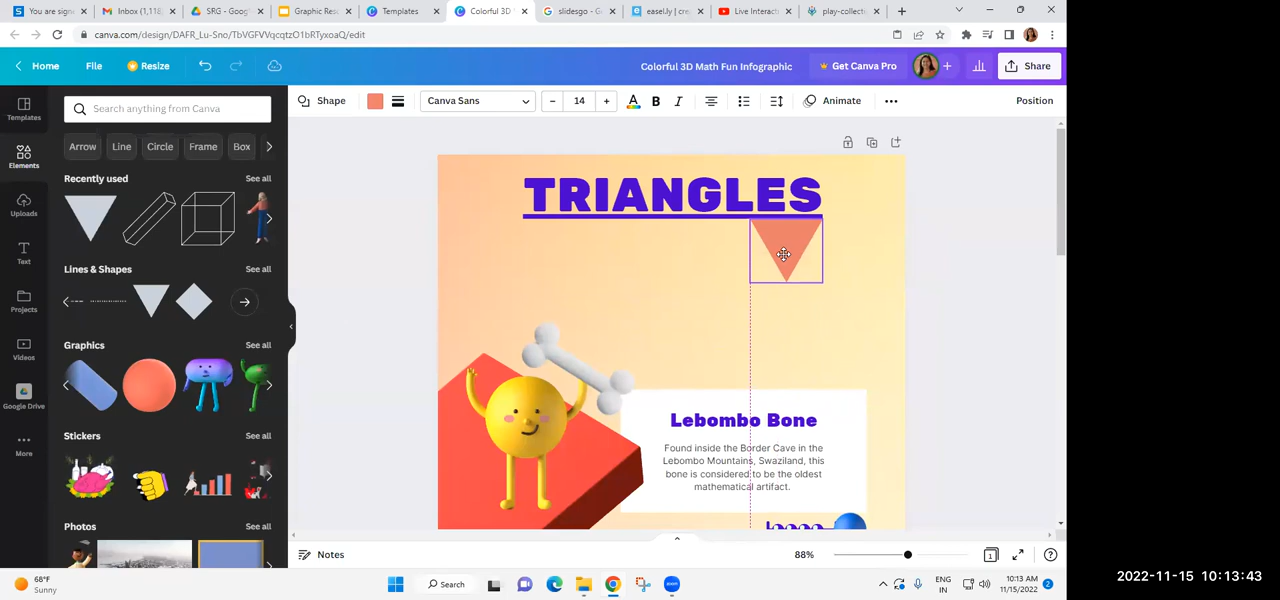 You are sign
Inbox (1,118
SRG - Goog
Graphic Res
Templates
Colorful 3D
slidesgo - G
easel.ly | cre
Live Interact
play-collect
canva.com/design/DAFR_Lu-Sno/TbVGFVVqcqtzO1bRTyxoaQ/edit
Home
File
Resize
Colorful 3D Math Fun Infographic
Get Canva Pro
Share
Templates
Search anything from Canva
Shape
Canva Sans
14
B
I
Animate
Position
Elements
Arrow
Line
Circle
Frame
Box
Recently used
See all
Uploads
Text
Lines & Shapes
See all
Projects
Graphics
See all
Videos
Google Drive
Stickers
See all
More
Photos
See all
TRIANGLES
Lebombo Bone
Found inside the Border Cave in the
Lebombo Mountains, Swaziland, this
bone is considered to be the oldest
mathematical artifact.
Notes
88%
1
68°F
Sunny
Search
ENG
IN
10:13 AM
11/15/2022
2
2022-11-15 10:13:43